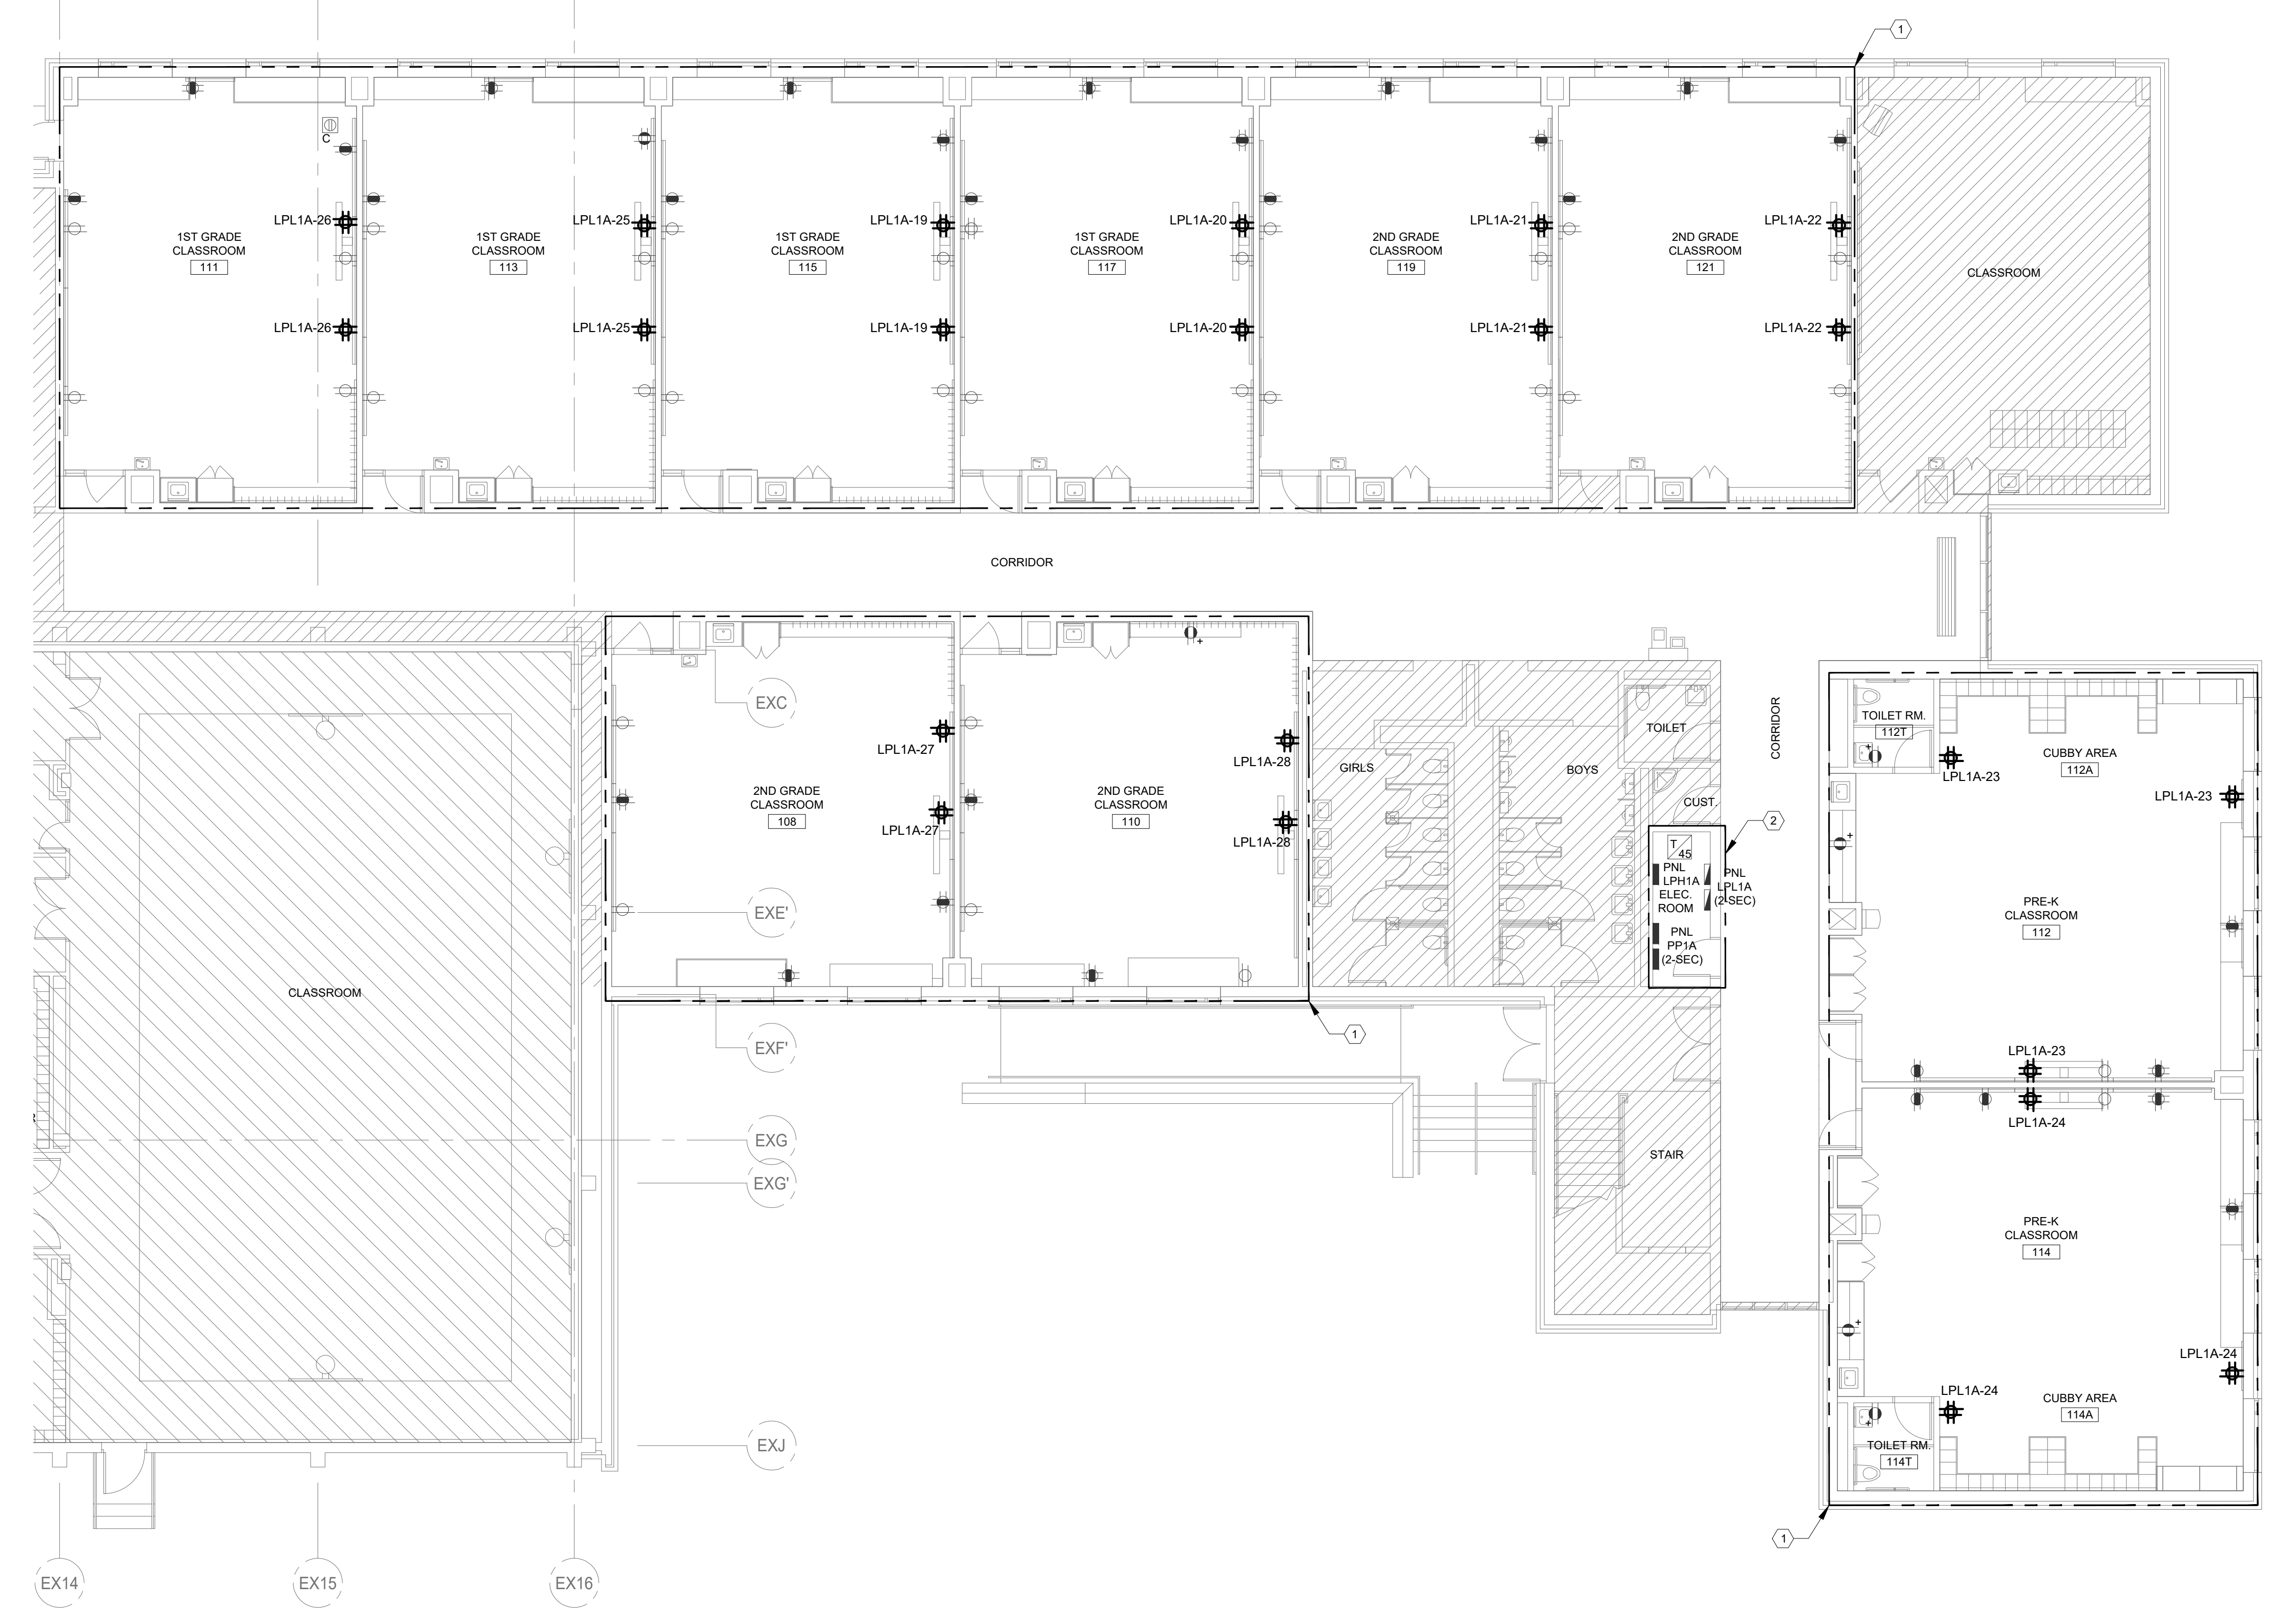 1
C
LPL1A-26
LPL1A-25
LPL1A-19
LPL1A-20
LPL1A-21
LPL1A-22
1ST GRADE
CLASSROOM
111
1ST GRADE
CLASSROOM
113
1ST GRADE
CLASSROOM
115
1ST GRADE
CLASSROOM
117
2ND GRADE
CLASSROOM
119
2ND GRADE
CLASSROOM
121
CLASSROOM
LPL1A-26
LPL1A-25
LPL1A-19
LPL1A-20
LPL1A-21
LPL1A-22
CORRIDOR
EXC
LPL1A-27
LPL1A-28
2ND GRADE
CLASSROOM
108
2ND GRADE
CLASSROOM
110
LPL1A-27
LPL1A-28
GIRLS
BOYS
TOILET
CORRIDOR
CUST.
2
T
45
PNL
LPH1A
ELEC.
ROOM
PNL
LPL1A
(2-SEC)
PNL
PP1A
(2-SEC)
TOILET RM.
112T
LPL1A-23
CUBBY AREA
112A
LPL1A-23
PRE-K
CLASSROOM
112
EXE'
CLASSROOM
EXF'
1
LPL1A-23
LPL1A-24
EXG
EXG'
STAIR
PRE-K
CLASSROOM
114
LPL1A-24
LPL1A-24
CUBBY AREA
114A
TOILET RM.
114T
EXJ
1
EX14
EX15
EX16